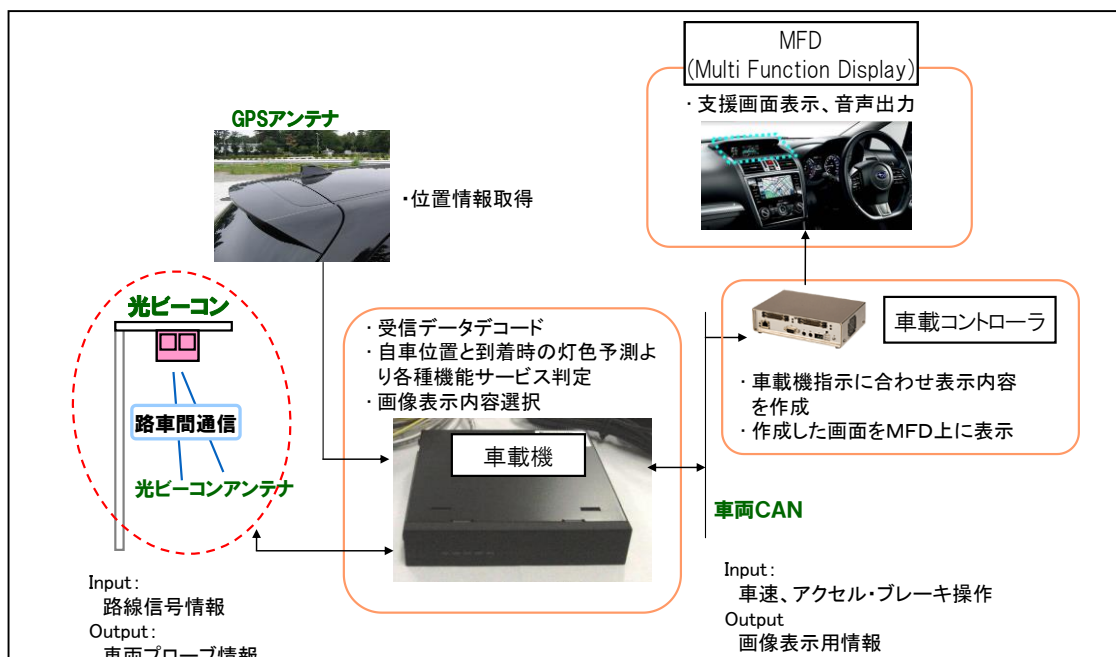 MFD
(Multi Function Display)
・支援画面表示、音声出力
GPSアンテナ
・位置情報取得
光ビーコン
路車間通信
光ビーコンアンテナ
Input:
路線信号情報
Output:
車両プローブ情報
・受信データデコード
・自車位置と到着時の灯色予測よ
り各種機能サービス判定
・画像表示内容選択
車載機
車載コントローラ
・車載機指示に合わせ表示内容
を作成
・作成した画面をMFD上に表示
車両CAN
Input:
車速、アクセル・ブレーキ操作
Output
画像表示用情報